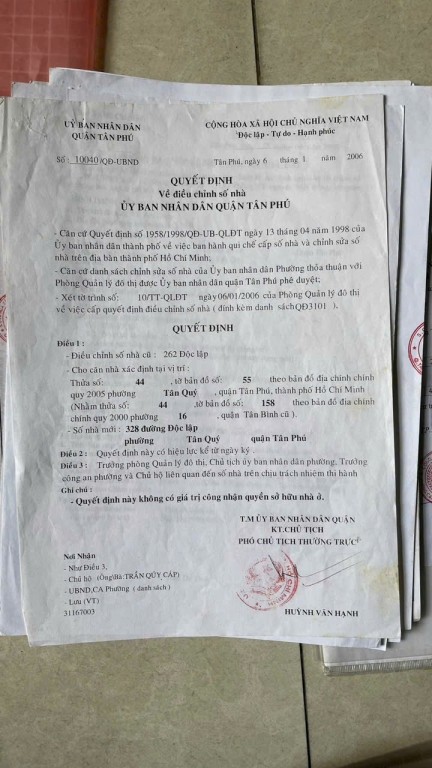 ỦY BAN NHÂN DÂN
QUẬN TÂN PHÚ
CỘNG HÒA XÃ HỘI CHỦ NGHĨA VIỆT NAM
Độc lập - Tự do - Hạnh phúc
Số: 10040/QĐ-UBND
Tân Phú, ngày 6 tháng 1 năm 2006
QUYẾT ĐỊNH
Về điều chỉnh số nhà
ỦY BAN NHÂN DÂN QUẬN TÂN PHÚ
- Căn cứ Quyết định số 1958/1998/QĐ-UB-QLĐT ngày 13 tháng 04 năm 1998 của
Ủy ban nhân dân thành phố về việc ban hành qui chế cấp số nhà và chỉnh sửa số
nhà trên địa bàn thành phố Hồ Chí Minh;
- Căn cứ danh sách chỉnh sửa số nhà của Ủy ban nhân dân Phường thỏa thuận với
Phòng Quản lý đô thị được Ủy ban nhân dân quận Tân Phú phê duyệt;
- Xét tờ trình số: 10/TT-QLĐT ngày 06/01/2006 của Phòng Quản lý đô thị
về việc cấp quyết định điều chỉnh số nhà ( đính kèm danh sách QĐ3101 ).
QUYẾT ĐỊNH
Điều 1 :
- Điều chỉnh số nhà cũ : 262 Độc lập
- Cho căn nhà xác định tại vị trí :
Thửa số: 44 , tờ bản đồ số: 55 theo bản đồ địa chính chính
quy 2005 phường Tân Quý , quận Tân Phú, thành phố Hồ Chí Minh
(Nhằm thửa số: 44 ,tờ bản đồ số: 158 theo bản đồ địa chính
chính quy 2000 phường 16 , quận Tân Bình cũ ).
- Số nhà mới : 328 đường Độc lập
phường Tân Quý quận Tân Phú
Điều 2 : Quyết định này có hiệu lực kể từ ngày ký .
Điều 3 : Trưởng phòng Quản lý đô thị, Chủ tịch ủy ban nhân dân phường, Trưởng
công an phường và Chủ hộ liên quan đến số nhà trên chịu trách nhiệm thi hành
Ghi chú :
- Quyết định này không có giá trị công nhận quyền sở hữu nhà ở.
T.M ỦY BAN NHÂN DÂN QUẬN
KT.CHỦ TỊCH
PHÓ CHỦ TỊCH THƯỜNG TRỰC
Nơi Nhận
- Như Điều 3,
- Chủ hộ (Ông/Bà:TRẦN QÚY CÁP)
- UBND,CA Phường ( danh sách )
- Lưu (VT)
31167003
HUỲNH VĂN HẠNH